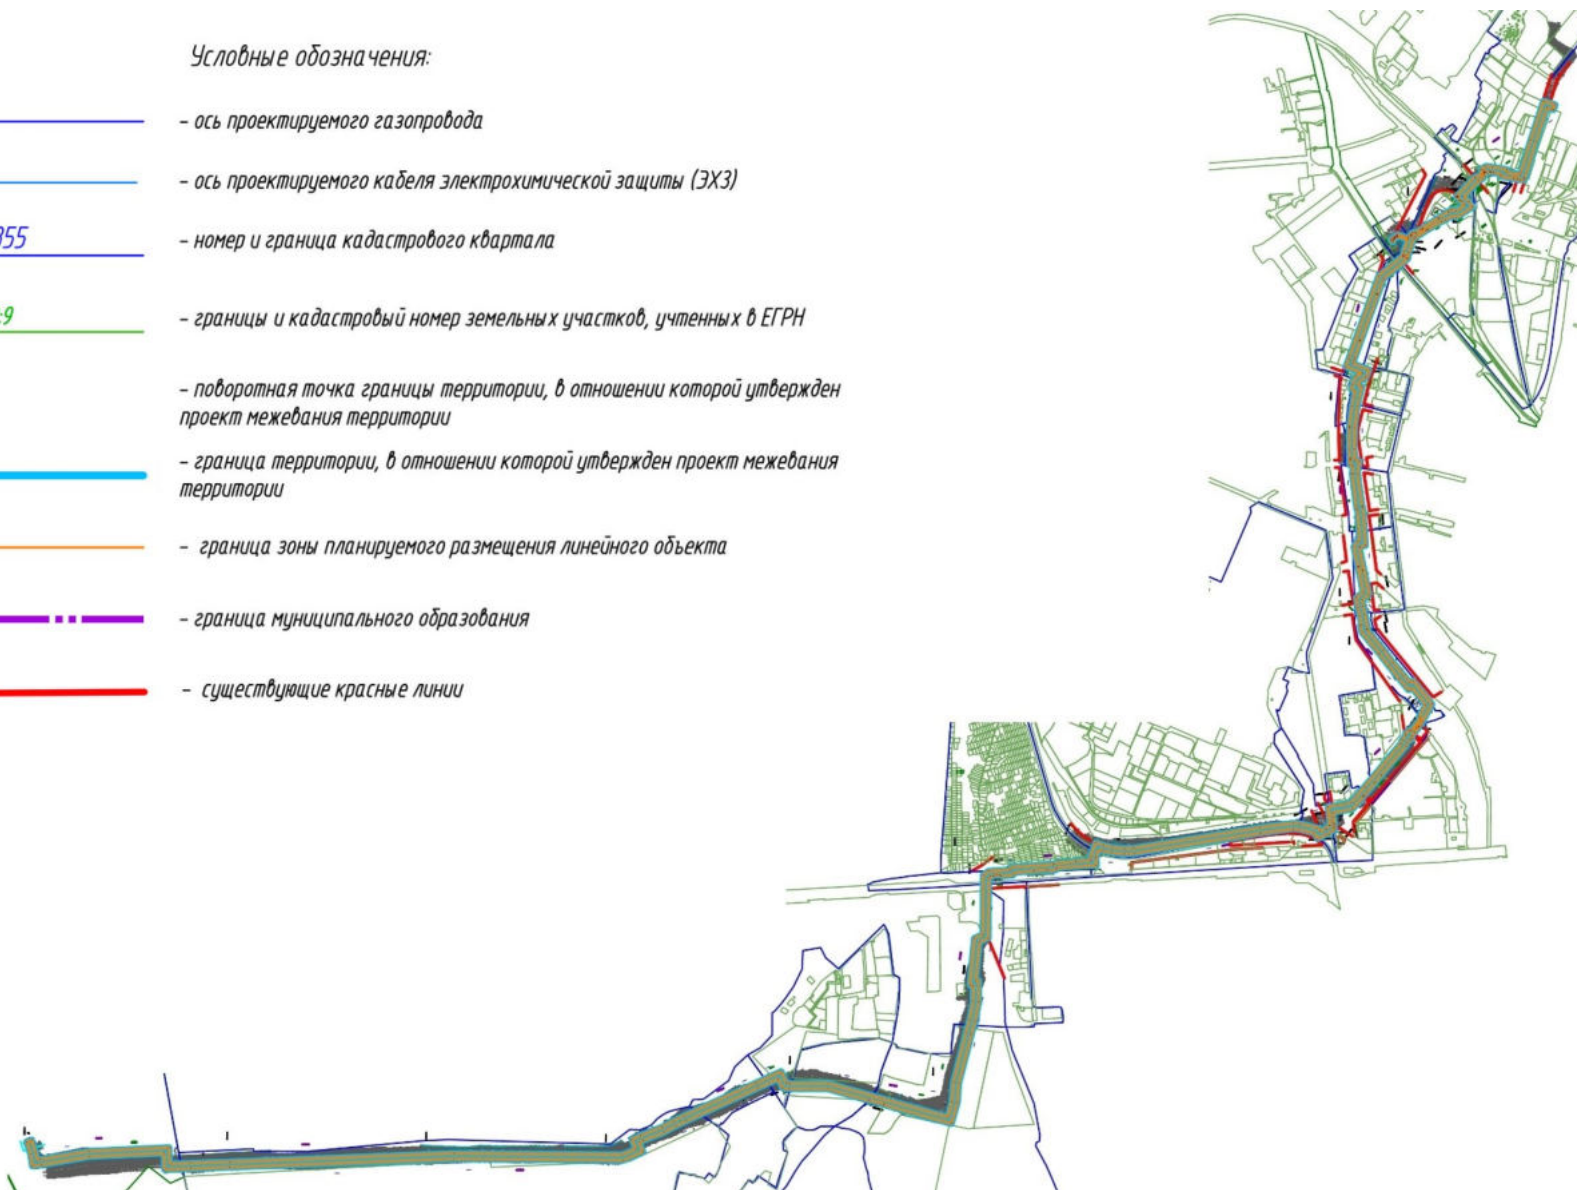 Условные обозначения:
- ось проектируемого газопровода
- ось проектируемого кабеля электрохимической защиты (ЭХЗ)
355
- номер и граница кадастрового квартала
:9
- границы и кадастровый номер земельных участков, учтенных в ЕГРН
- поворотная точка границы территории, в отношении которой утвержден
проект межевания территории
- граница территории, в отношении которой утвержден проект межевания
территории
- граница зоны планируемого размещения линейного объекта
- граница муниципального образования
- существующие красные линии